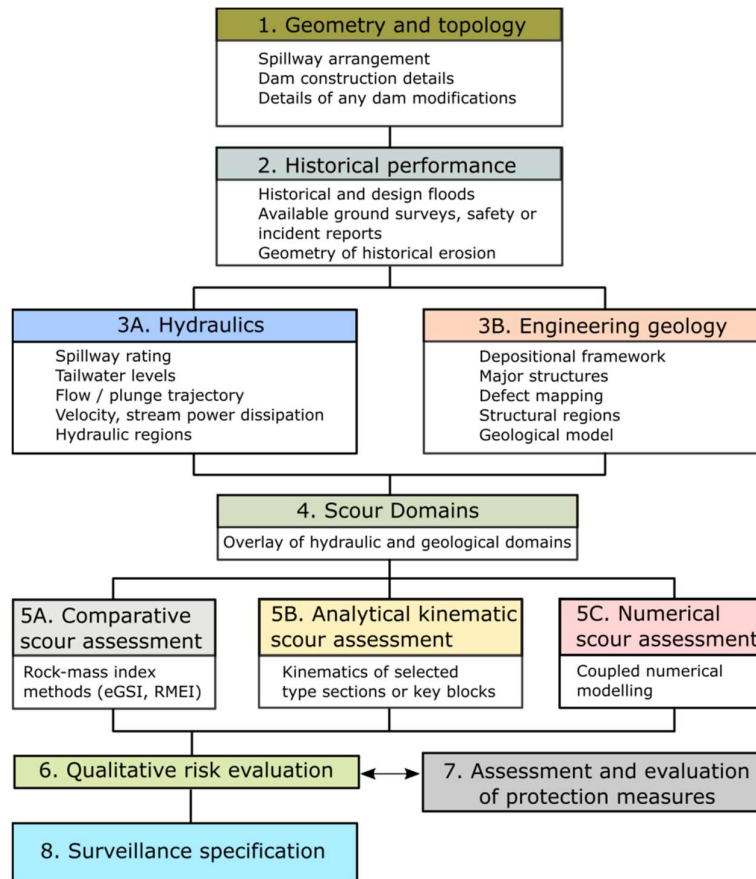 1. Geometry and topology
Spillway arrangement
Dam construction details
Details of any dam modifications
2. Historical performance
Historical and design floods
Available ground surveys, safety or
incident reports
Geometry of historical erosion
3A. Hydraulics
Spillway rating
Tailwater levels
Flow / plunge trajectory
Velocity, stream power dissipation
Hydraulic regions
3B. Engineering geology
Depositional framework
Major structures
Defect mapping
Structural regions
Geological model
4. Scour Domains
Overlay of hydraulic and geological domains
5A. Comparative
scour assessment
Rock-mass index
methods (eGSI, RMEI)
5B. Analytical kinematic
scour assessment
Kinematics of selected
type sections or key blocks
5C. Numerical
scour assessment
Coupled numerical
modelling
6. Qualitative risk evaluation
7. Assessment and evaluation
of protection measures
8. Surveillance specification